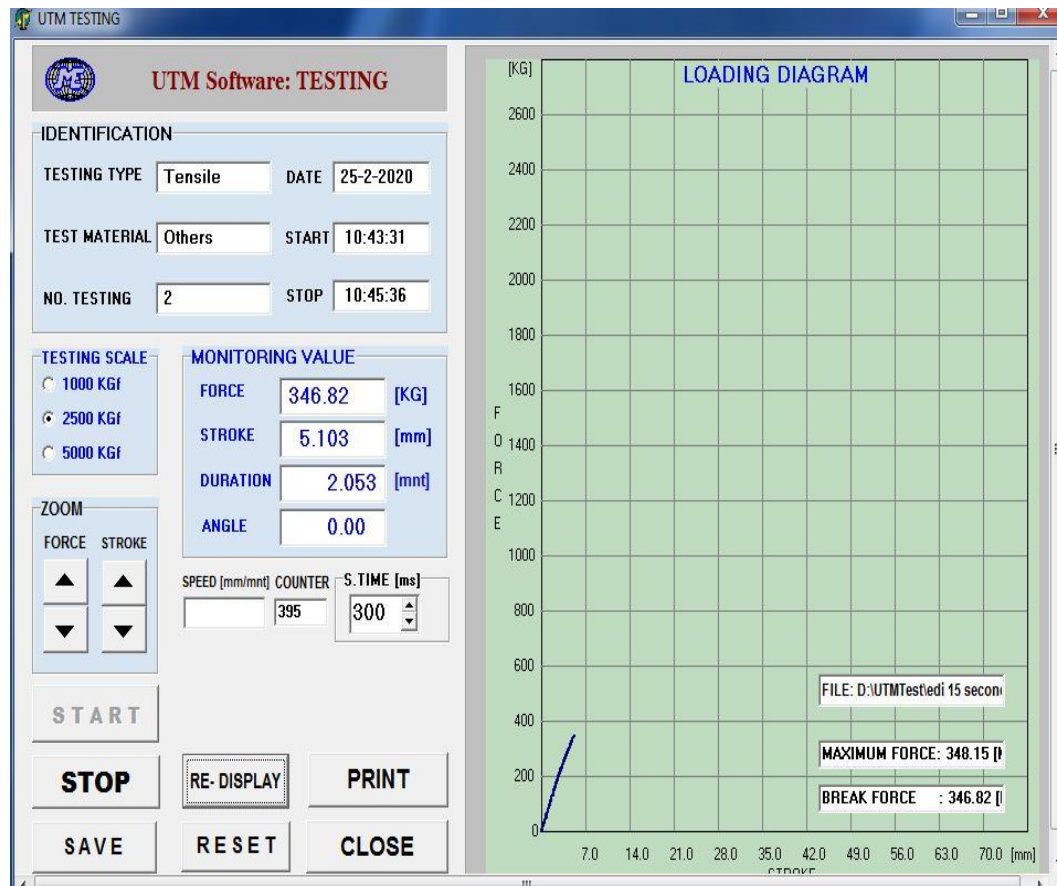 UTM TESTING
ME
UTM Software: TESTING
IDENTIFICATION
TESTING TYPE Tensile DATE 25-2-2020
TEST MATERIAL Others START 10:43:31
NO. TESTING 2 STOP 10:45:36
TESTING SCALE
1000 KGf
2500 KGf
5000 KGf
MONITORING VALUE
FORCE 346.82 [KG]
STROKE 5.103 [mm]
DURATION 2.053 [mnt]
ANGLE 0.00
ZOOM
FORCE STROKE
SPEED [mm/mnt] COUNTER S.TIME [ms]
395 300
START
STOP RE- DISPLAY PRINT
SAVE RESET CLOSE
[KG] LOADING DIAGRAM
2600
2400
2200
2000
1800
1600
1400
1200
1000
800
600
400
200
0
FORCE
FILE: D:\UTMTest\edi 15 secon
MAXIMUM FORCE: 348.15 [
BREAK FORCE : 346.82 [
7.0 14.0 21.0 28.0 35.0 42.0 49.0 56.0 63.0 70.0 [mm]
STROKE